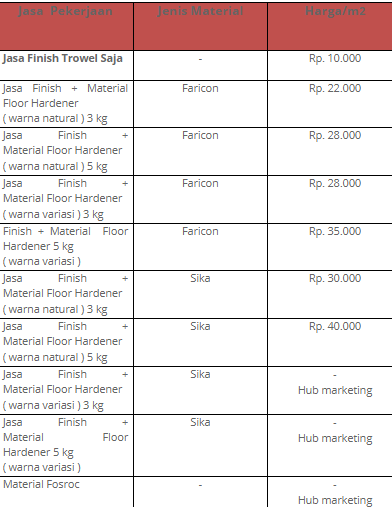 Jasa Pekerjaan Jenis Material Harga/m2
Jasa Finish Trowel Saja - Rp. 10.000
Jasa Finish + Material Faricon Rp. 22.000
Floor Hardener
( warna natural ) 3 kg
Jasa Finish + Faricon Rp. 28.000
Material Floor Hardener
( warna natural ) 5 kg
Jasa Finish + Faricon Rp. 28.000
Material Floor Hardener
( warna variasi ) 3 kg
Finish + Material Floor Faricon Rp. 35.000
Hardener 5 kg
( warna variasi )
Jasa Finish + Sika Rp. 30.000
Material Floor Hardener
( warna natural ) 3 kg
Jasa Finish + Sika Rp. 40.000
Material Floor Hardener
( warna natural ) 5 kg
Jasa Finish + Sika -
Material Floor Hardener Hub marketing
( warna variasi ) 3 kg
Jasa Finish + Sika -
Material Floor Hub marketing
Hardener 5 kg
( warna variasi )
Material Fosroc - -
Hub marketing